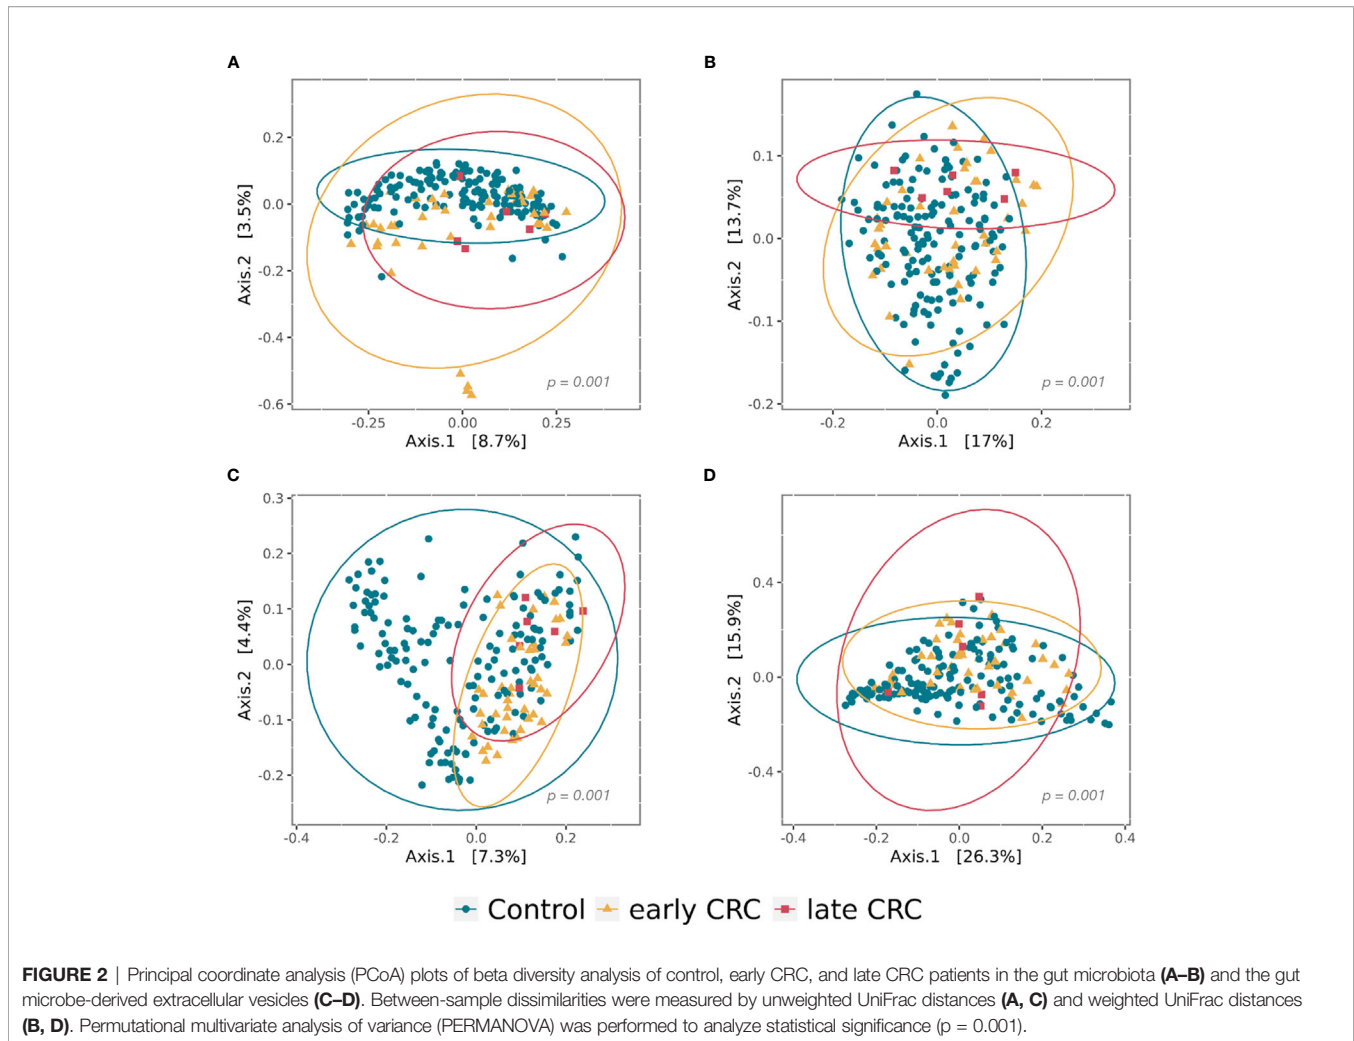 A
B
0.2
0.0
-0.2
-0.4
-0.6
Axis.2 [3.5%]
-0.25
0.00
0.25
Axis.1 [8.7%]
p = 0.001
0.1
0.0
-0.1
-0.2
Axis.2 [13.7%]
-0.2
0.0
0.2
Axis.1 [17%]
p = 0.001
C
D
0.3
0.2
0.1
0.0
-0.1
-0.2
Axis.2 [4.4%]
-0.4
-0.2
0.0
0.2
Axis.1 [7.3%]
p = 0.001
0.4
0.0
-0.4
Axis.2 [15.9%]
-0.4
-0.2
0.0
0.2
0.4
Axis.1 [26.3%]
p = 0.001
Control early CRC late CRC
FIGURE 2 | Principal coordinate analysis (PCoA) plots of beta diversity analysis of control, early CRC, and late CRC patients in the gut microbiota (A–B) and the gut
microbe-derived extracellular vesicles (C–D). Between-sample dissimilarities were measured by unweighted UniFrac distances (A, C) and weighted UniFrac distances
(B, D). Permutational multivariate analysis of variance (PERMANOVA) was performed to analyze statistical significance (p = 0.001).